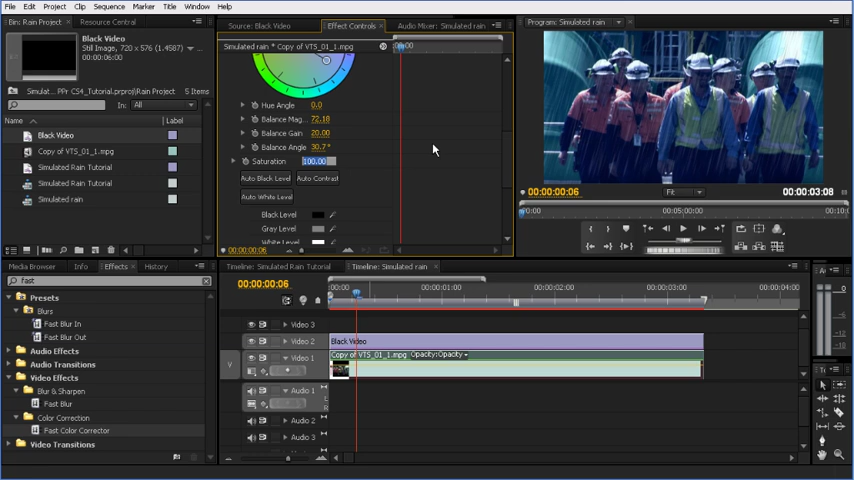 File Edit Project Clip Sequence Marker Title Window Help
Bin: Rain Project
Resource Central
Source: Black Video
Effect Controls
Audio Mixer: Simulated rain
Program: Simulated rain
Black Video
Still Image, 720 x 576 (1.4587)
00:00:06:00
Simulated rain * Copy of VTS_01_1.mpg
00:00
Simulat... PPr CS4_Tutorial.prproj\Rain Project 5 Items
In: All
Name Label
Black Video
Copy of VTS_01_1.mpg
Simulated Rain Tutorial
Simulated Rain Tutorial
Simulated rain
Hue Angle 0.0
Balance Mag... 72.18
Balance Gain 20.00
Balance Angle 30.7°
Saturation 100.00
Auto Black Level Auto Contrast
Auto White Level
Black Level
Gray Level
White Level
00:00:00:06
00:00:00:06 Fit 00:00:03:08
00:00 00:05:00:00 00:10:0
Media Browser Info Effects History
fast
Presets
Blurs
Fast Blur In
Fast Blur Out
Audio Effects
Audio Transitions
Video Effects
Blur & Sharpen
Fast Blur
Color Correction
Fast Color Corrector
Video Transitions
Timeline: Simulated Rain Tutorial
Timeline: Simulated rain
00:00:00:06
00:00 00:00:01:00 00:00:02:00 00:00:03:00 00:00:04:00
Video 3
Video 2
Black Video
V Video 1
Copy of VTS_01_1.mpg Opacity:Opacity
Audio 1
Audio 2
Audio 3